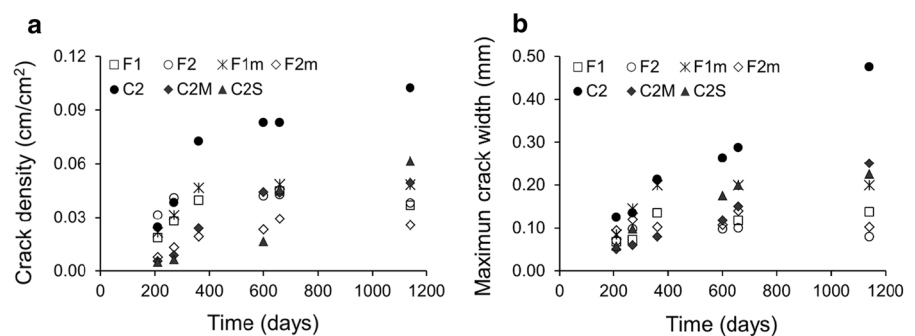 a
Crack density (cm/cm²)
0.12
0.09
0.06
0.03
0.00
F1 F2 F1m F2m
C2 C2M C2S
0 200 400 600 800 1000 1200
Time (days)
b
Maximun crack width (mm)
0.50
0.40
0.30
0.20
0.10
0.00
F1 F2 F1m F2m
C2 C2M C2S
0 200 400 600 800 1000 1200
Time (days)